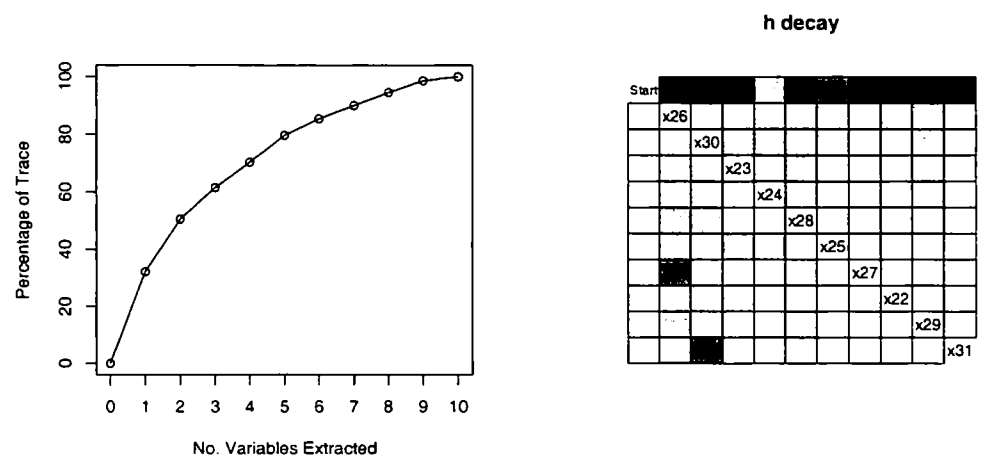 Percentage of Trace
100
80
60
40
20
0
0 1 2 3 4 5 6 7 8 9 10
No. Variables Extracted
h decay
Start
x26
x30
x23
x24
x28
x25
x27
x22
x29
x31